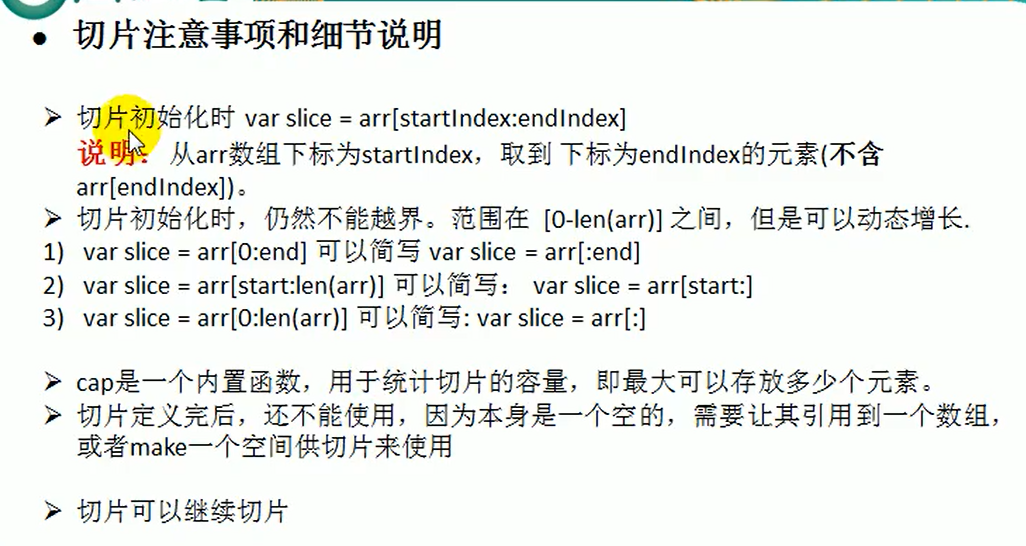 ● 切片注意事项和细节说明
➢ 切片初始化时 var slice = arr[startIndex:endIndex]
说明： 从arr数组下标为startIndex，取到 下标为endIndex的元素(不含
arr[endIndex])。
➢ 切片初始化时，仍然不能越界。范围在 [0-len(arr)] 之间，但是可以动态增长.
1) var slice = arr[0:end] 可以简写 var slice = arr[:end]
2) var slice = arr[start:len(arr)] 可以简写： var slice = arr[start:]
3) var slice = arr[0:len(arr)] 可以简写: var slice = arr[:]
➢ cap是一个内置函数，用于统计切片的容量，即最大可以存放多少个元素。
➢ 切片定义完后，还不能使用，因为本身是一个空的，需要让其引用到一个数组，
或者make一个空间供切片来使用
➢ 切片可以继续切片